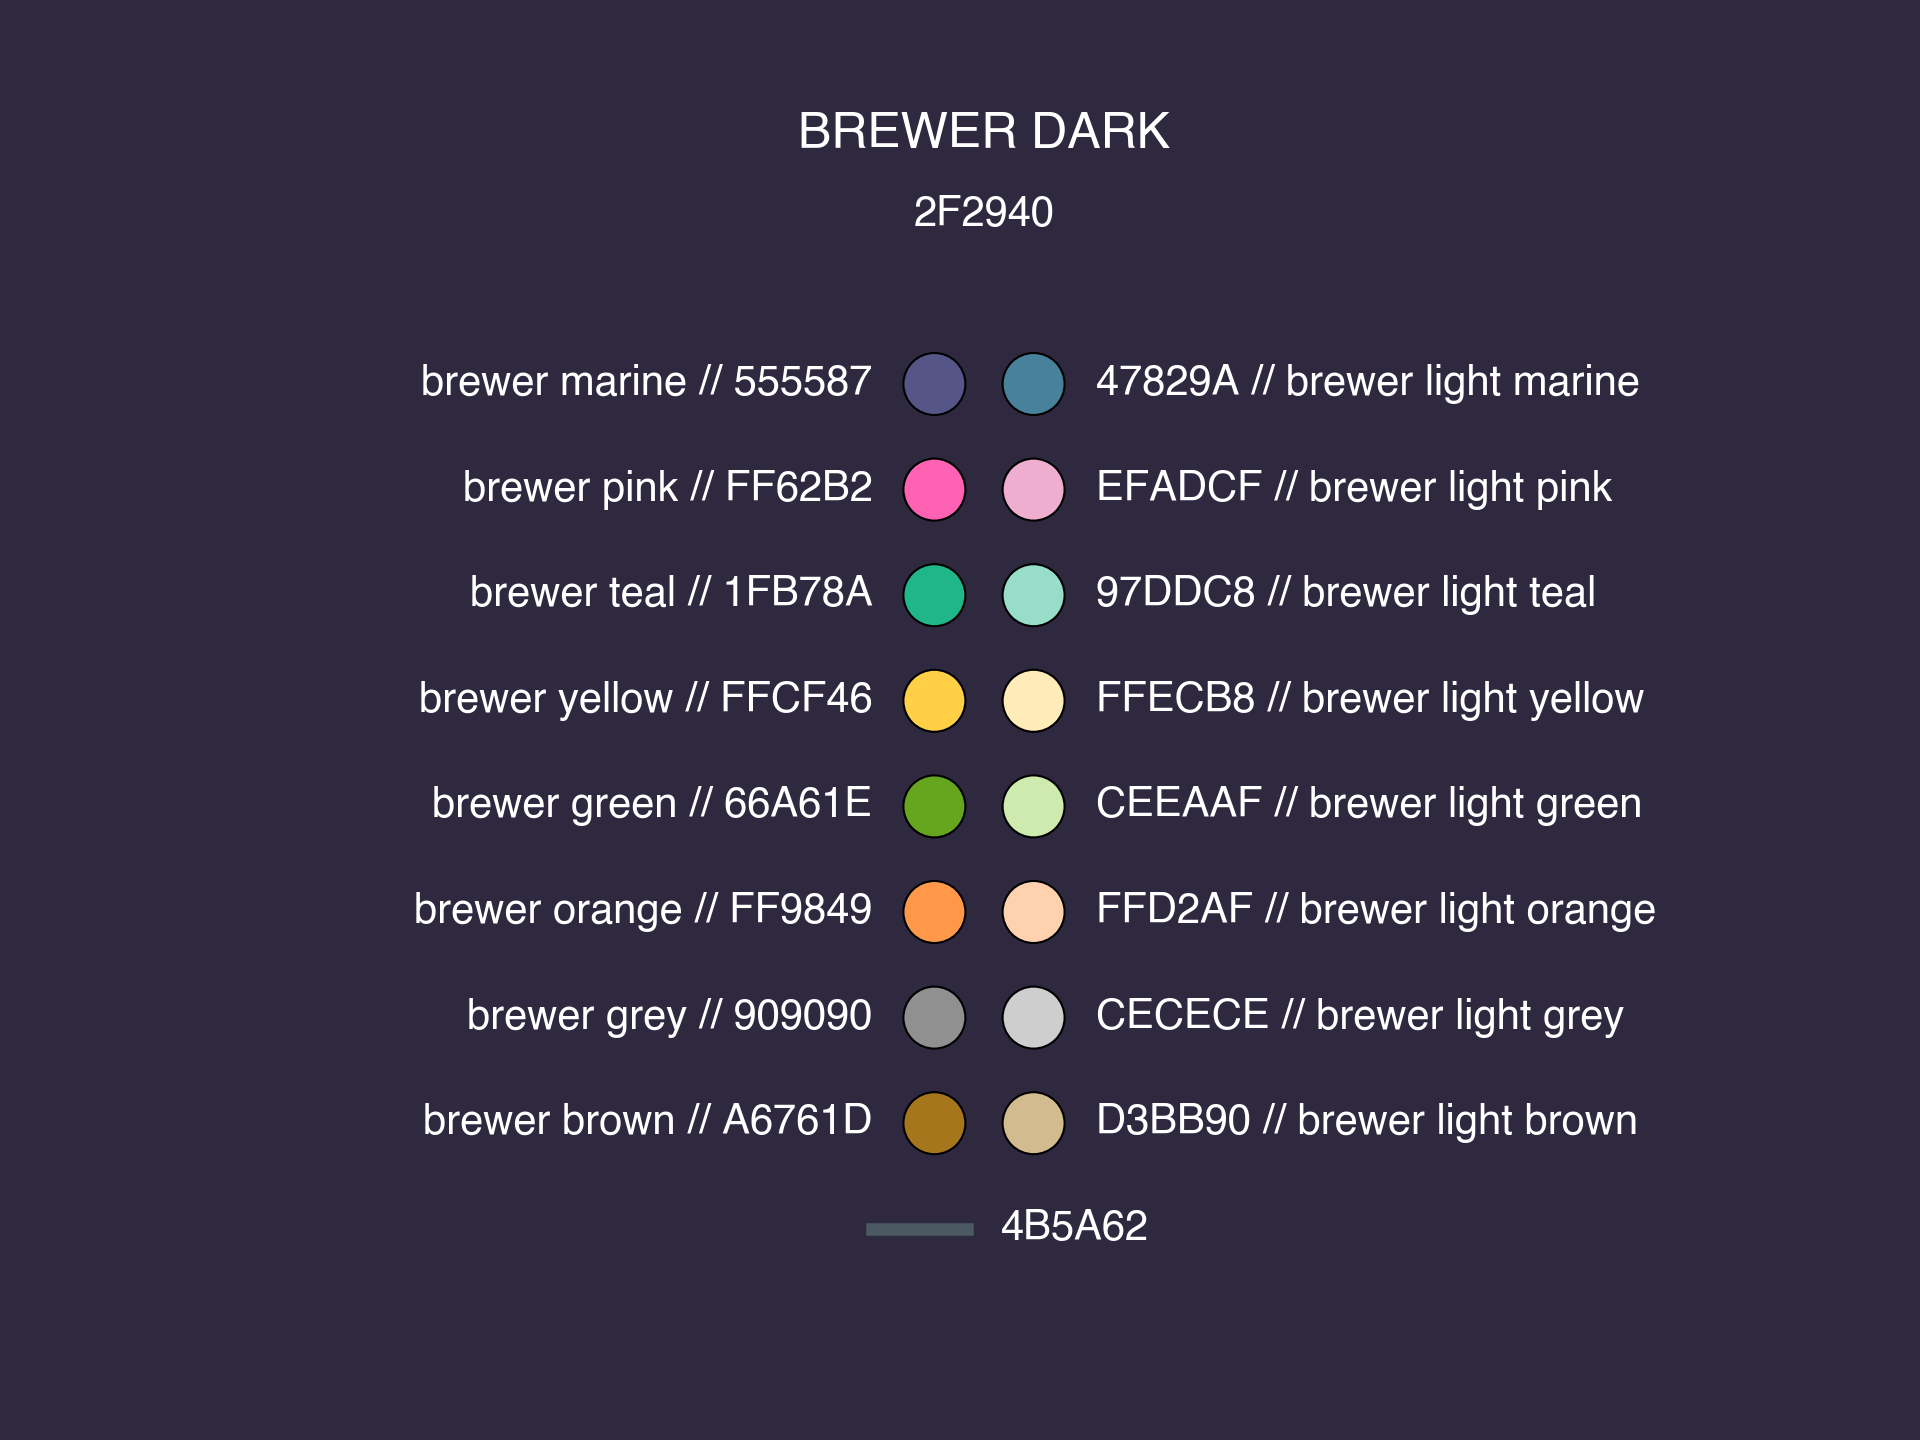 BREWER DARK
2F2940
brewer marine // 555587 47829A // brewer light marine
brewer pink // FF62B2 EFADCF // brewer light pink
brewer teal // 1FB78A 97DDC8 // brewer light teal
brewer yellow // FFCF46 FFECB8 // brewer light yellow
brewer green // 66A61E CEEAAF // brewer light green
brewer orange // FF9849 FFD2AF // brewer light orange
brewer grey // 909090 CECECE // brewer light grey
brewer brown // A6761D D3BB90 // brewer light brown
4B5A62